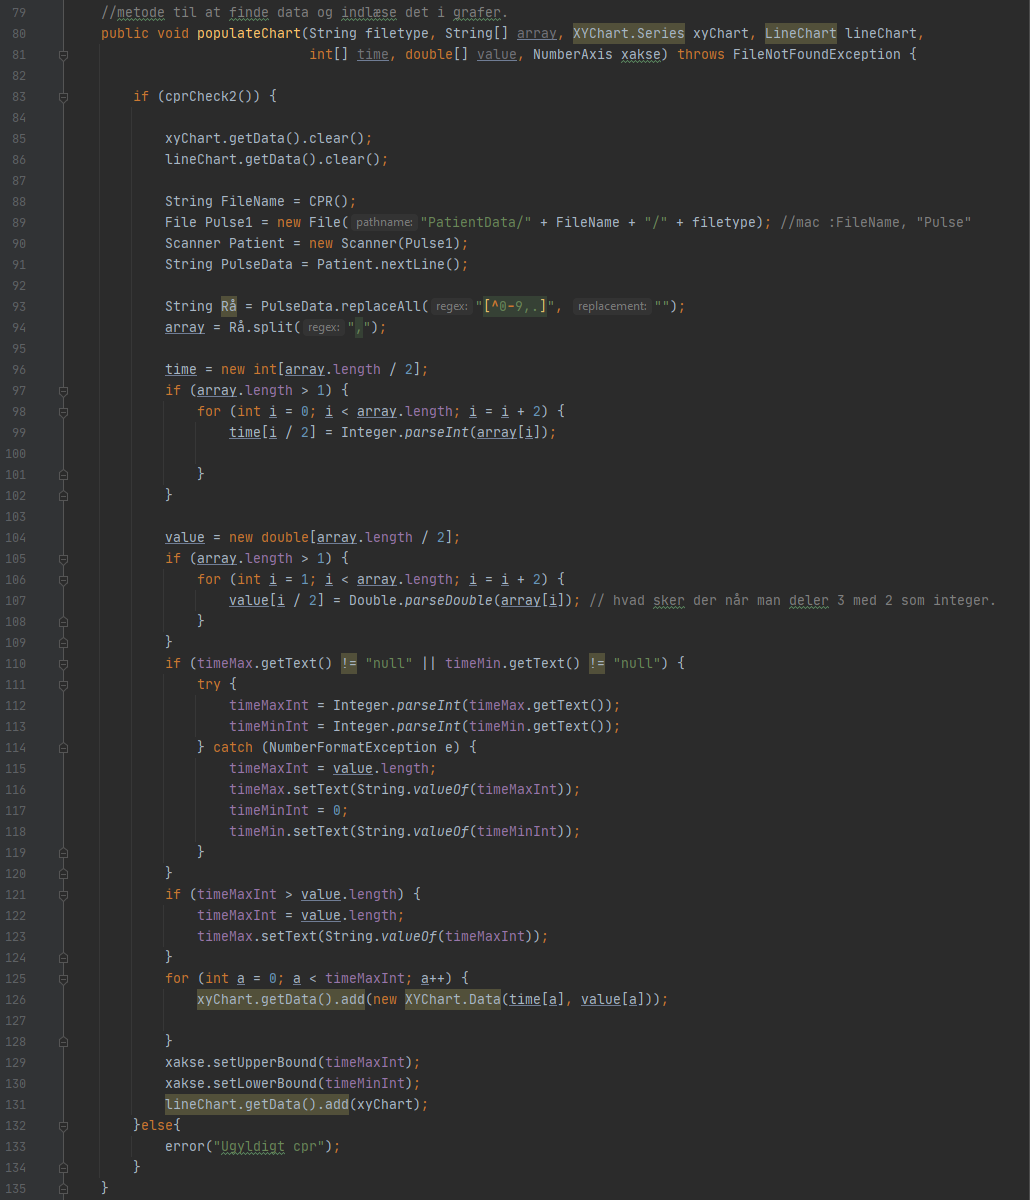 79 //metode til at finde data og indlæse det i grafer.
80 public void populateChart(String filetype, String[] array, XYChart.Series xyChart, LineChart lineChart,
81 int[] time, double[] value, NumberAxis xakse) throws FileNotFoundException {
82
83 if (cprCheck2()) {
84
85 xyChart.getData().clear();
86 lineChart.getData().clear();
87
88 String FileName = CPR();
89 File Pulse1 = new File( pathname: "PatientData/" + FileName + "/" + filetype); //mac :FileName, "Pulse"
90 Scanner Patient = new Scanner(Pulse1);
91 String PulseData = Patient.nextLine();
92
93 String Rå = PulseData.replaceAll( regex: "[^0-9,.]", replacement: "");
94 array = Rå.split( regex: ",");
95
96 time = new int[array.length / 2];
97 if (array.length > 1) {
98 for (int i = 0; i < array.length; i = i + 2) {
99 time[i / 2] = Integer.parseInt(array[i]);
100
101 }
102 }
103
104 value = new double[array.length / 2];
105 if (array.length > 1) {
106 for (int i = 1; i < array.length; i = i + 2) {
107 value[i / 2] = Double.parseDouble(array[i]); // hvad sker der når man deler 3 med 2 som integer.
108 }
109 }
110 if (timeMax.getText() != "null" || timeMin.getText() != "null") {
111 try {
112 timeMaxInt = Integer.parseInt(timeMax.getText());
113 timeMinInt = Integer.parseInt(timeMin.getText());
114 } catch (NumberFormatException e) {
115 timeMaxInt = value.length;
116 timeMax.setText(String.valueOf(timeMaxInt));
117 timeMinInt = 0;
118 timeMin.setText(String.valueOf(timeMinInt));
119 }
120 }
121 if (timeMaxInt > value.length) {
122 timeMaxInt = value.length;
123 timeMax.setText(String.valueOf(timeMaxInt));
124 }
125 for (int a = 0; a < timeMaxInt; a++) {
126 xyChart.getData().add(new XYChart.Data(time[a], value[a]));
127
128 }
129 xakse.setUpperBound(timeMaxInt);
130 xakse.setLowerBound(timeMinInt);
131 lineChart.getData().add(xyChart);
132 }else{
133 error("Ugyldigt cpr");
134 }
135 }